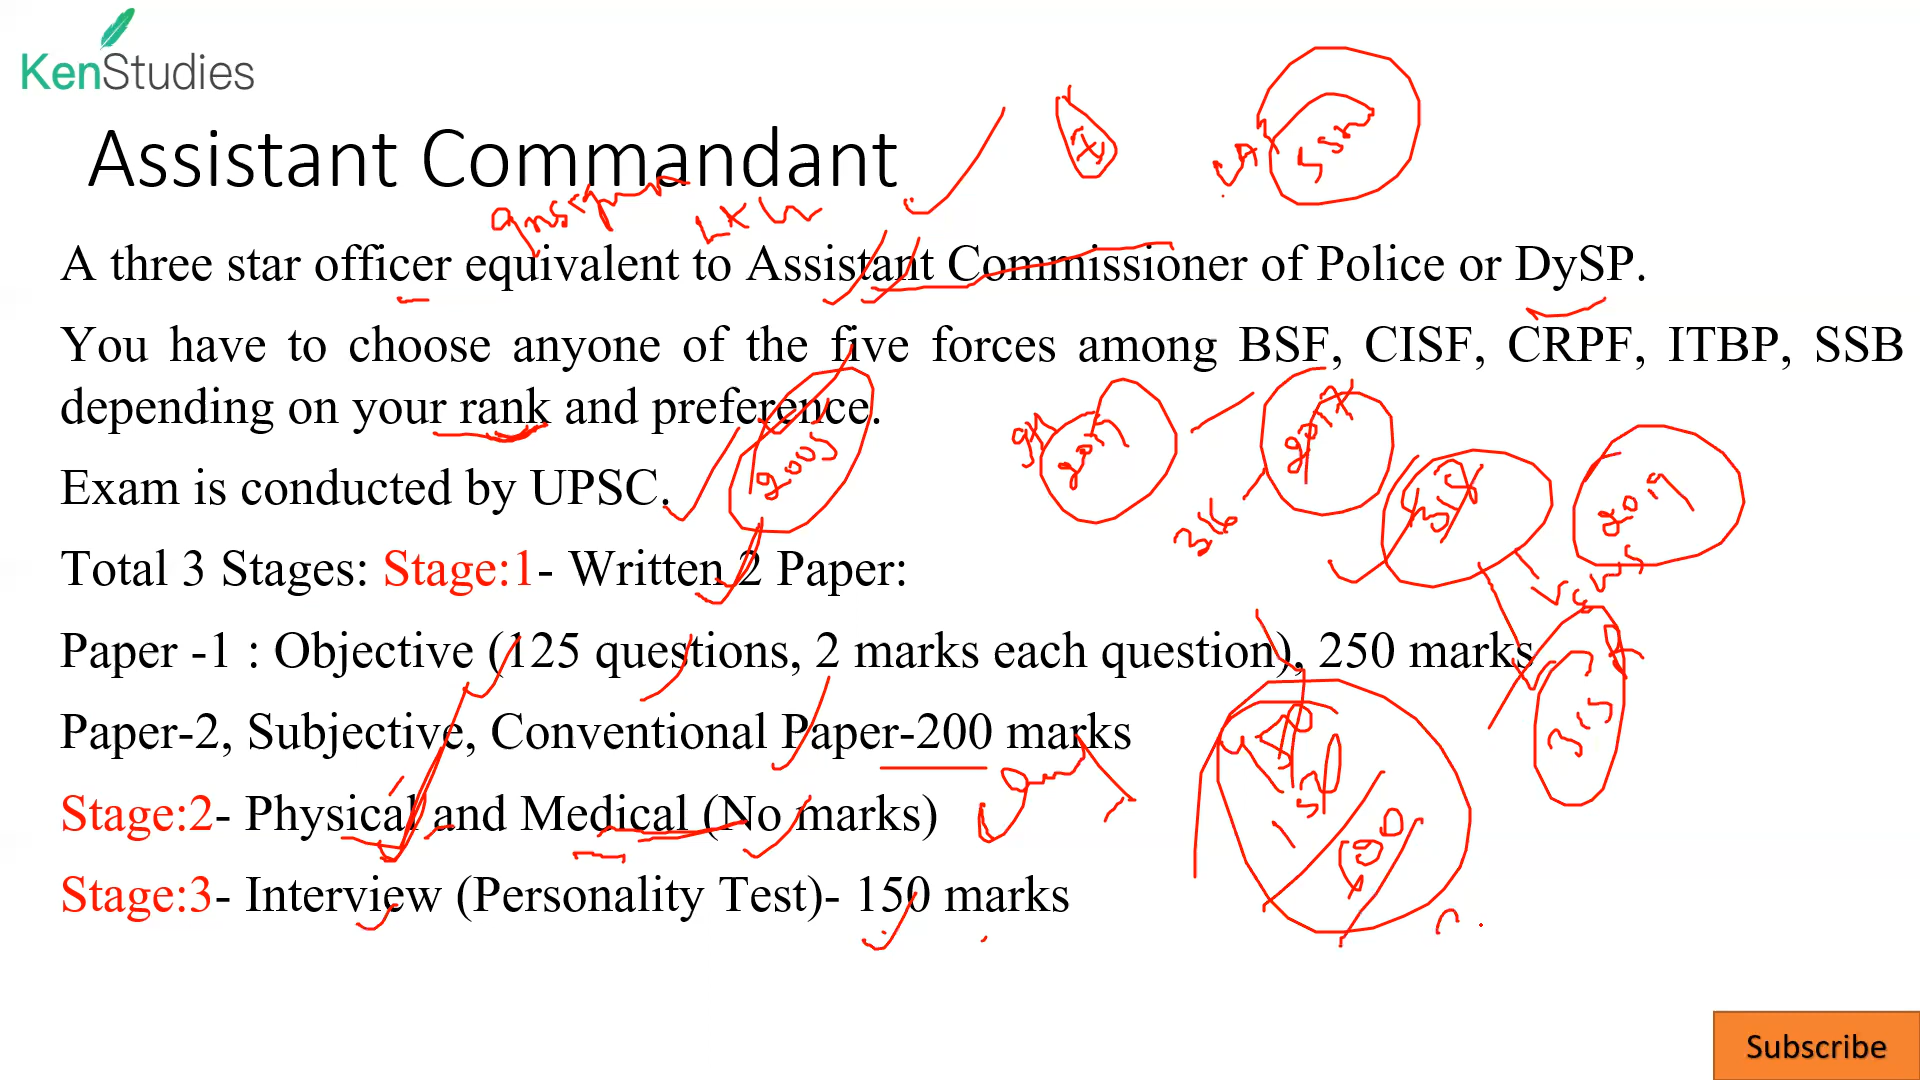 KenStudies
Assistant Commandant
A three star officer equivalent to Assistant Commissioner of Police or DySP.
You have to choose anyone of the five forces among BSF, CISF, CRPF, ITBP, SSB
depending on your rank and preference.
2005
2017
2017
Exam is conducted by UPSC.
316
318
2019
Total 3 Stages: Stage:1- Written 2 Paper:
Paper -1 : Objective (125 questions, 2 marks each question), 250 marks
Paper-2, Subjective, Conventional Paper-200 marks
Stage:2- Physical and Medical (No marks)
Stage:3- Interview (Personality Test)- 150 marks
Subscribe